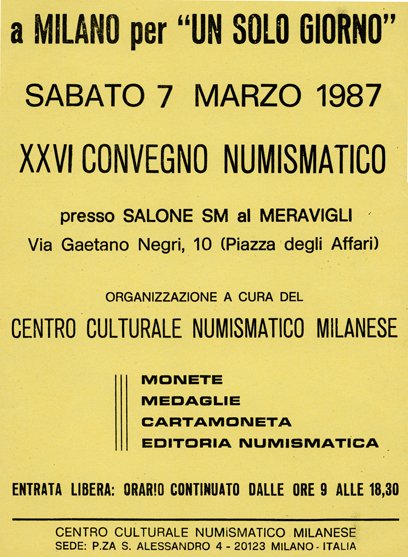 a MILANO per “UN SOLO GIORNO”
SABATO 7 MARZO 1987
XXVI CONVEGNO NUMISMATICO
presso SALONE SM al MERAVIGLI
Via Gaetano Negri, 10 (Piazza degli Affari)
ORGANIZZAZIONE A CURA DEL
CENTRO CULTURALE NUMISMATICO MILANESE
MONETE
MEDAGLIE
CARTAMONETA
EDITORIA NUMISMATICA
ENTRATA LIBERA: ORARIO CONTINUATO DALLE ORE 9 ALLE 18,30
CENTRO CULTURALE NUMISMATICO MILANESE
SEDE: P.ZA S. ALESSANDRO 4 - 20123 MILANO - ITALIA